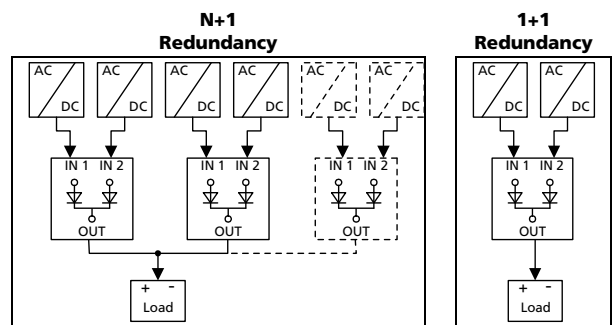 N+1
Redundancy
1+1
Redundancy
AC DC AC DC AC DC AC DC AC DC AC DC
AC DC AC DC
IN 1 IN 2 IN 1 IN 2 IN 1 IN 2
IN 1 IN 2
OUT OUT OUT
OUT
+ -
Load
+ -
Load